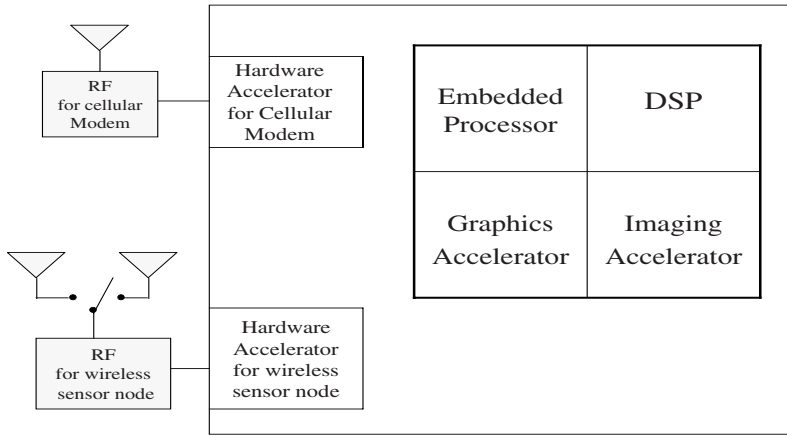 RF
for cellular
Modem
Hardware
Accelerator
for Cellular
Modem
Embedded
Processor
DSP
Graphics
Accelerator
Imaging
Accelerator
RF
for wireless
sensor node
Hardware
Accelerator
for wireless
sensor node